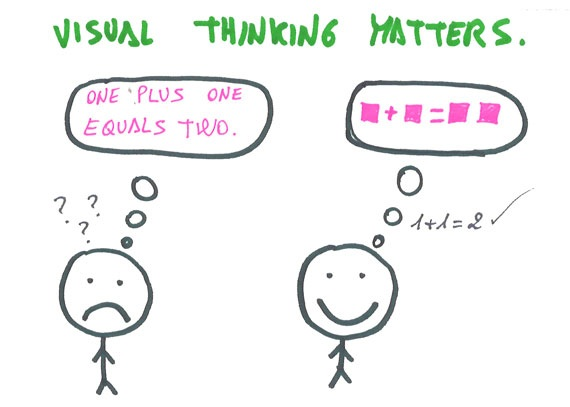 VISUAL THINKING MATTERS.
ONE PLUS ONE
EQUALS TWO.
■ + ■ = ■ ■
? ? ?
1+1=2 ✓